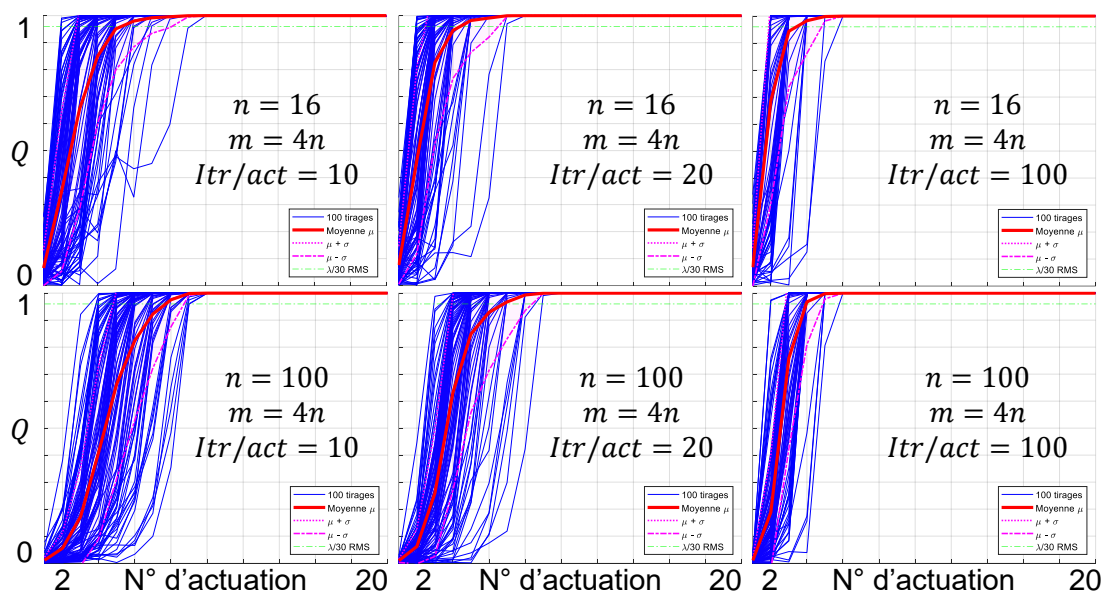 1
Q
0
n = 16
m = 4n
Itr/act = 10
100 tirages
Moyenne μ
μ + σ
μ - σ
λ/30 RMS
n = 16
m = 4n
Itr/act = 20
100 tirages
Moyenne μ
μ + σ
μ - σ
λ/30 RMS
n = 16
m = 4n
Itr/act = 100
100 tirages
Moyenne μ
μ + σ
μ - σ
λ/30 RMS
1
Q
0
n = 100
m = 4n
Itr/act = 10
100 tirages
Moyenne μ
μ + σ
μ - σ
λ/30 RMS
n = 100
m = 4n
Itr/act = 20
100 tirages
Moyenne μ
μ + σ
μ - σ
λ/30 RMS
n = 100
m = 4n
Itr/act = 100
100 tirages
Moyenne μ
μ + σ
μ - σ
λ/30 RMS
2 N° d'actuation 20
2 N° d'actuation 20
2 N° d'actuation 20